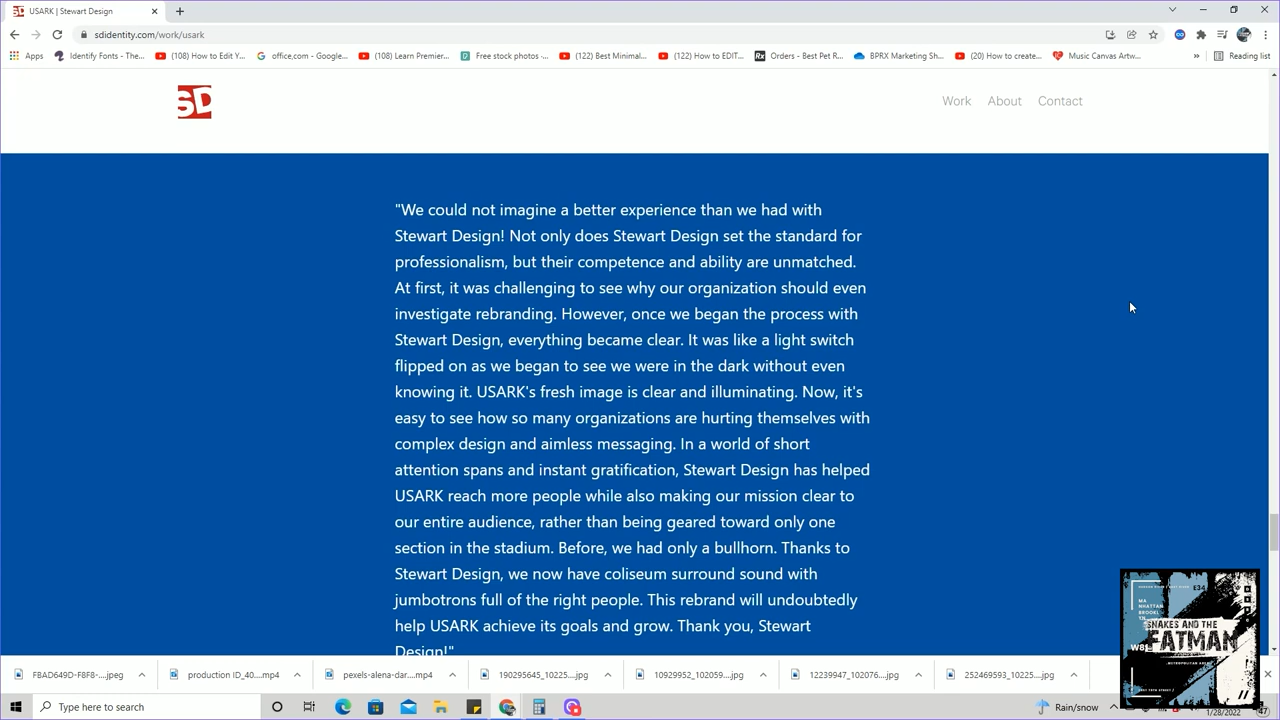 USARK | Stewart Design
sdidentity.com/work/usark
Reading list
Apps
Identify Fonts - The...
(108) How to Edit Y...
office.com - Google...
(108) Learn Premier...
Free stock photos -...
(122) Best Minimal...
(122) How to EDIT...
Orders - Best Pet R...
BPRX Marketing Sh...
(20) How to create...
Music Canvas Artw...
SD
Work
About
Contact
"We could not imagine a better experience than we had with
Stewart Design! Not only does Stewart Design set the standard for
professionalism, but their competence and ability are unmatched.
At first, it was challenging to see why our organization should even
investigate rebranding. However, once we began the process with
Stewart Design, everything became clear. It was like a light switch
flipped on as we began to see we were in the dark without even
knowing it. USARK's fresh image is clear and illuminating. Now, it's
easy to see how so many organizations are hurting themselves with
complex design and aimless messaging. In a world of short
attention spans and instant gratification, Stewart Design has helped
USARK reach more people while also making our mission clear to
our entire audience, rather than being geared toward only one
section in the stadium. Before, we had only a bullhorn. Thanks to
Stewart Design, we now have coliseum surround sound with
jumbotrons full of the right people. This rebrand will undoubtedly
help USARK achieve its goals and grow. Thank you, Stewart
Design!"
E34
MA
NHATTAN
BROOKL
SNAKES AND THE
FATMAN
METROPOLITAN AREA
FBAD649D-F8F8-....jpeg
production ID_40....mp4
pexels-alena-dar....mp4
90295645_10225....jpg
10929952_102059....jpg
12239947_102076....jpg
252469593_10225....jpg
Type here to search
Rain/snow
1/28/2022
47